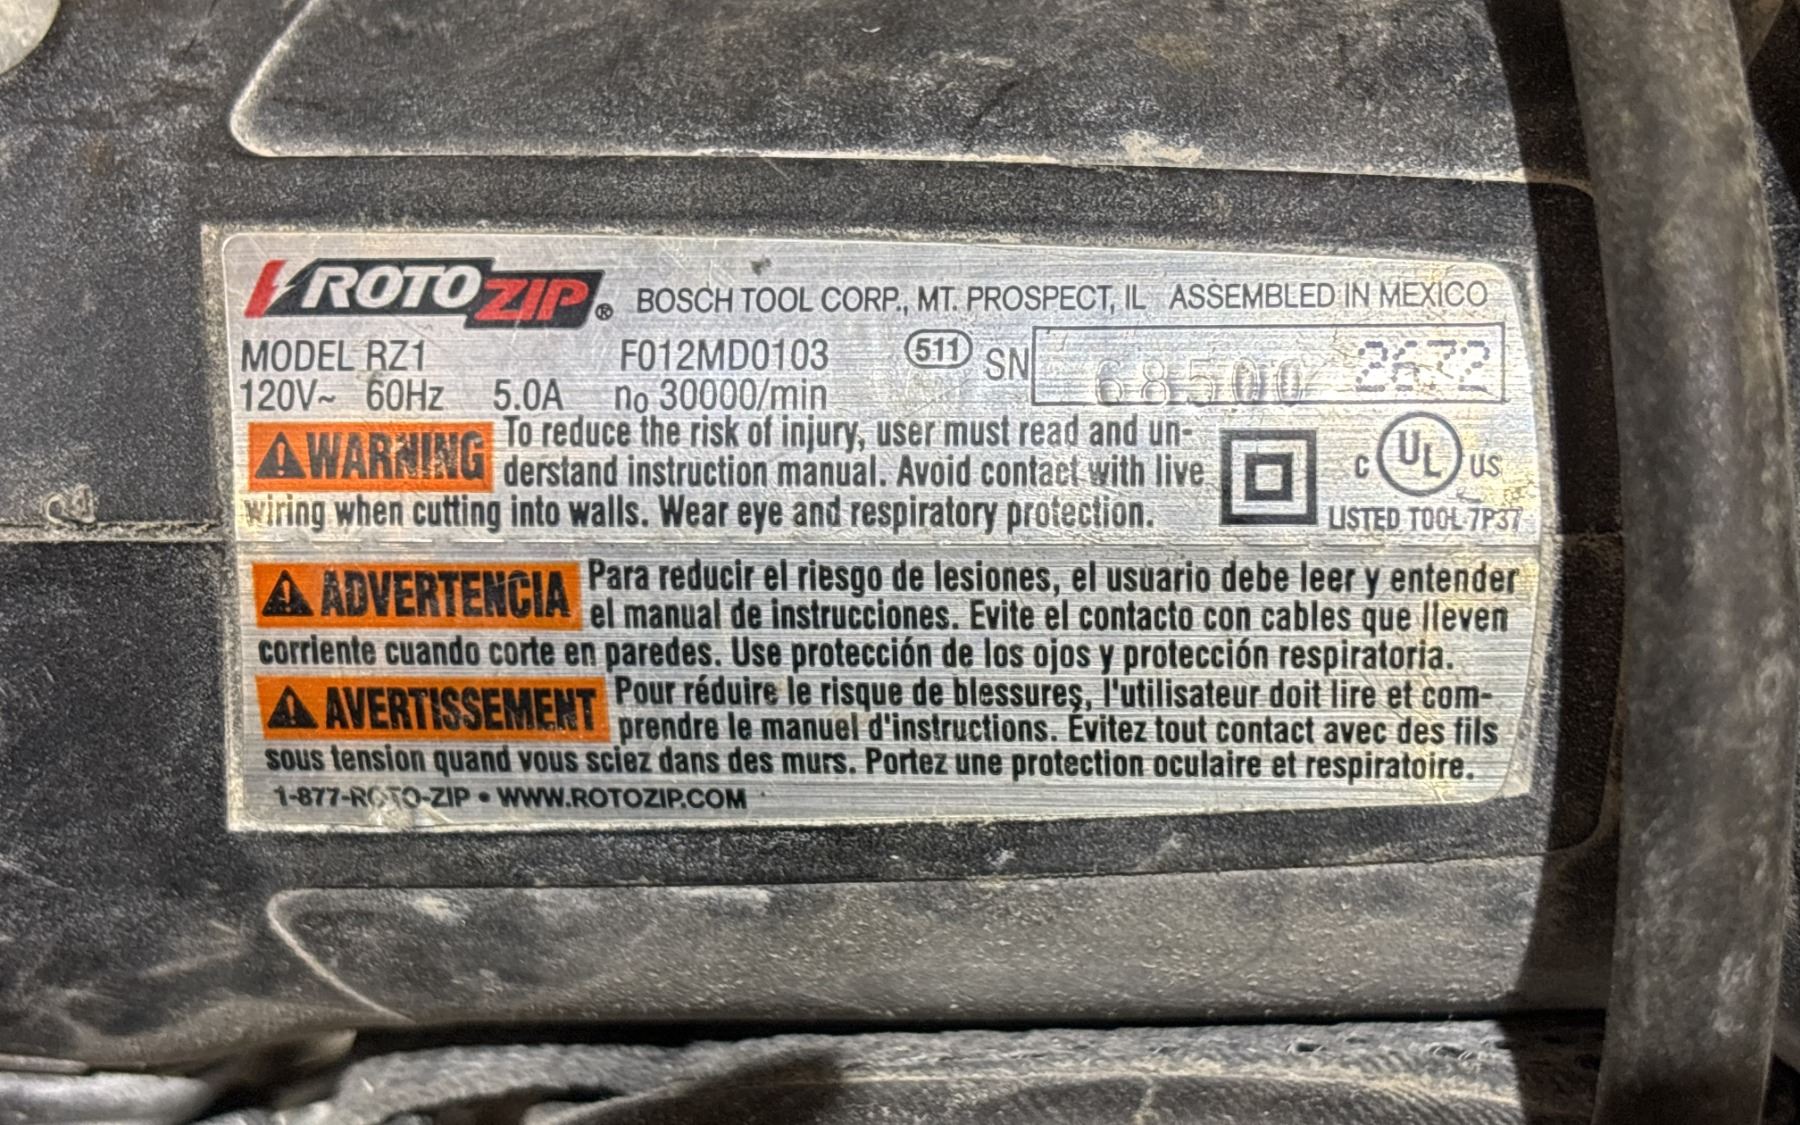 ROTOZIP® BOSCH TOOL CORP., MT. PROSPECT, IL ASSEMBLED IN MEXICO
MODEL RZ1 F012MD0103 511 SN 68500 2672
120V~ 60Hz 5.0A no 30000/min
WARNING To reduce the risk of injury, user must read and un-
derstand instruction manual. Avoid contact with live
wiring when cutting into walls. Wear eye and respiratory protection.
C UL US
LISTED TOOL 7P37
ADVERTENCIA Para reducir el riesgo de lesiones, el usuario debe leer y entender
el manual de instrucciones. Evite el contacto con cables que lleven
corriente cuando corte en paredes. Use protección de los ojos y protección respiratoria.
AVERTISSEMENT Pour réduire le risque de blessures, l'utilisateur doit lire et com-
prendre le manuel d'instructions. Évitez tout contact avec des fils
sous tension quand vous sciez dans des murs. Portez une protection oculaire et respiratoire.
1-877-ROTO-ZIP • WWW.ROTOZIP.COM